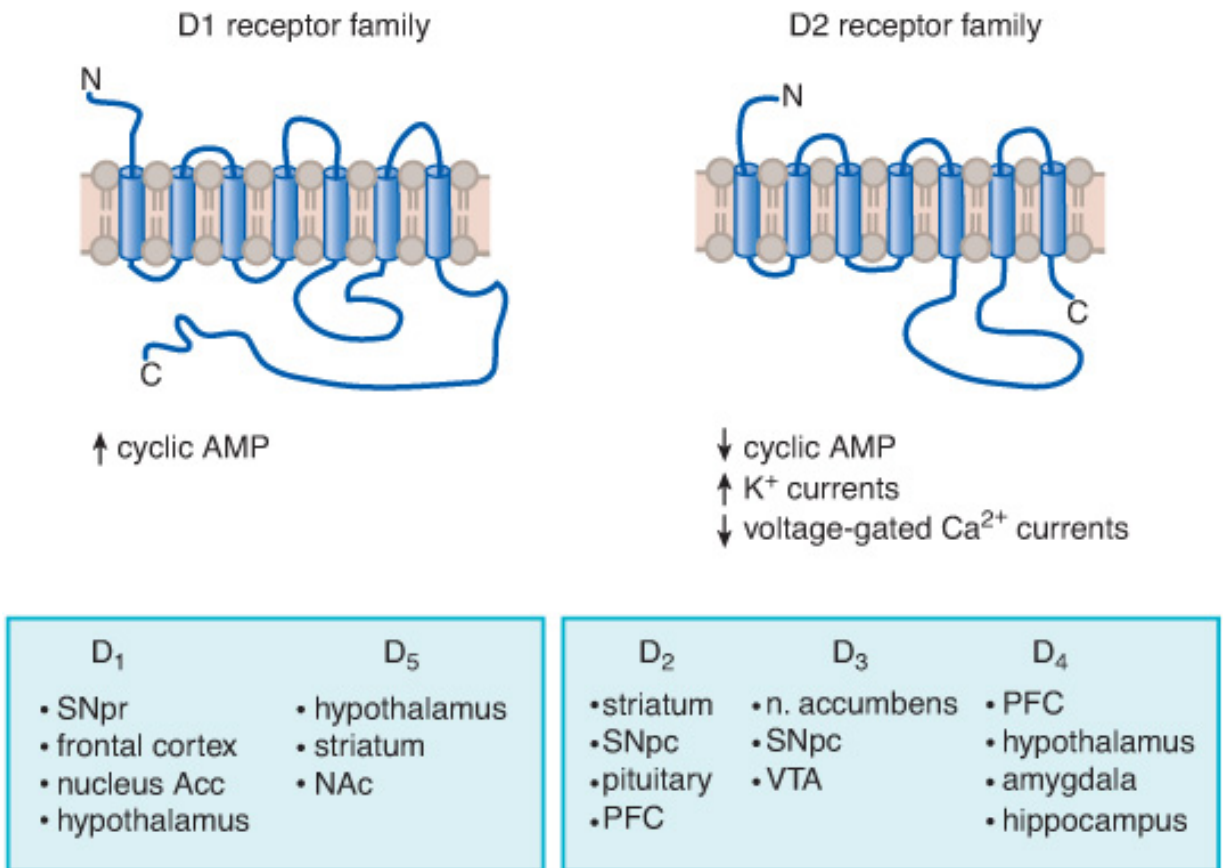 D1 receptor family
N
C
↑ cyclic AMP
D2 receptor family
N
C
↓ cyclic AMP
↑ K⁺ currents
↓ voltage-gated Ca²⁺ currents
D₁
• SNpr
• frontal cortex
• nucleus Acc
• hypothalamus
D₅
• hypothalamus
• striatum
• NAc
D₂
• striatum
• SNpc
• pituitary
• PFC
D₃
• n. accumbens
• SNpc
• VTA
D₄
• PFC
• hypothalamus
• amygdala
• hippocampus